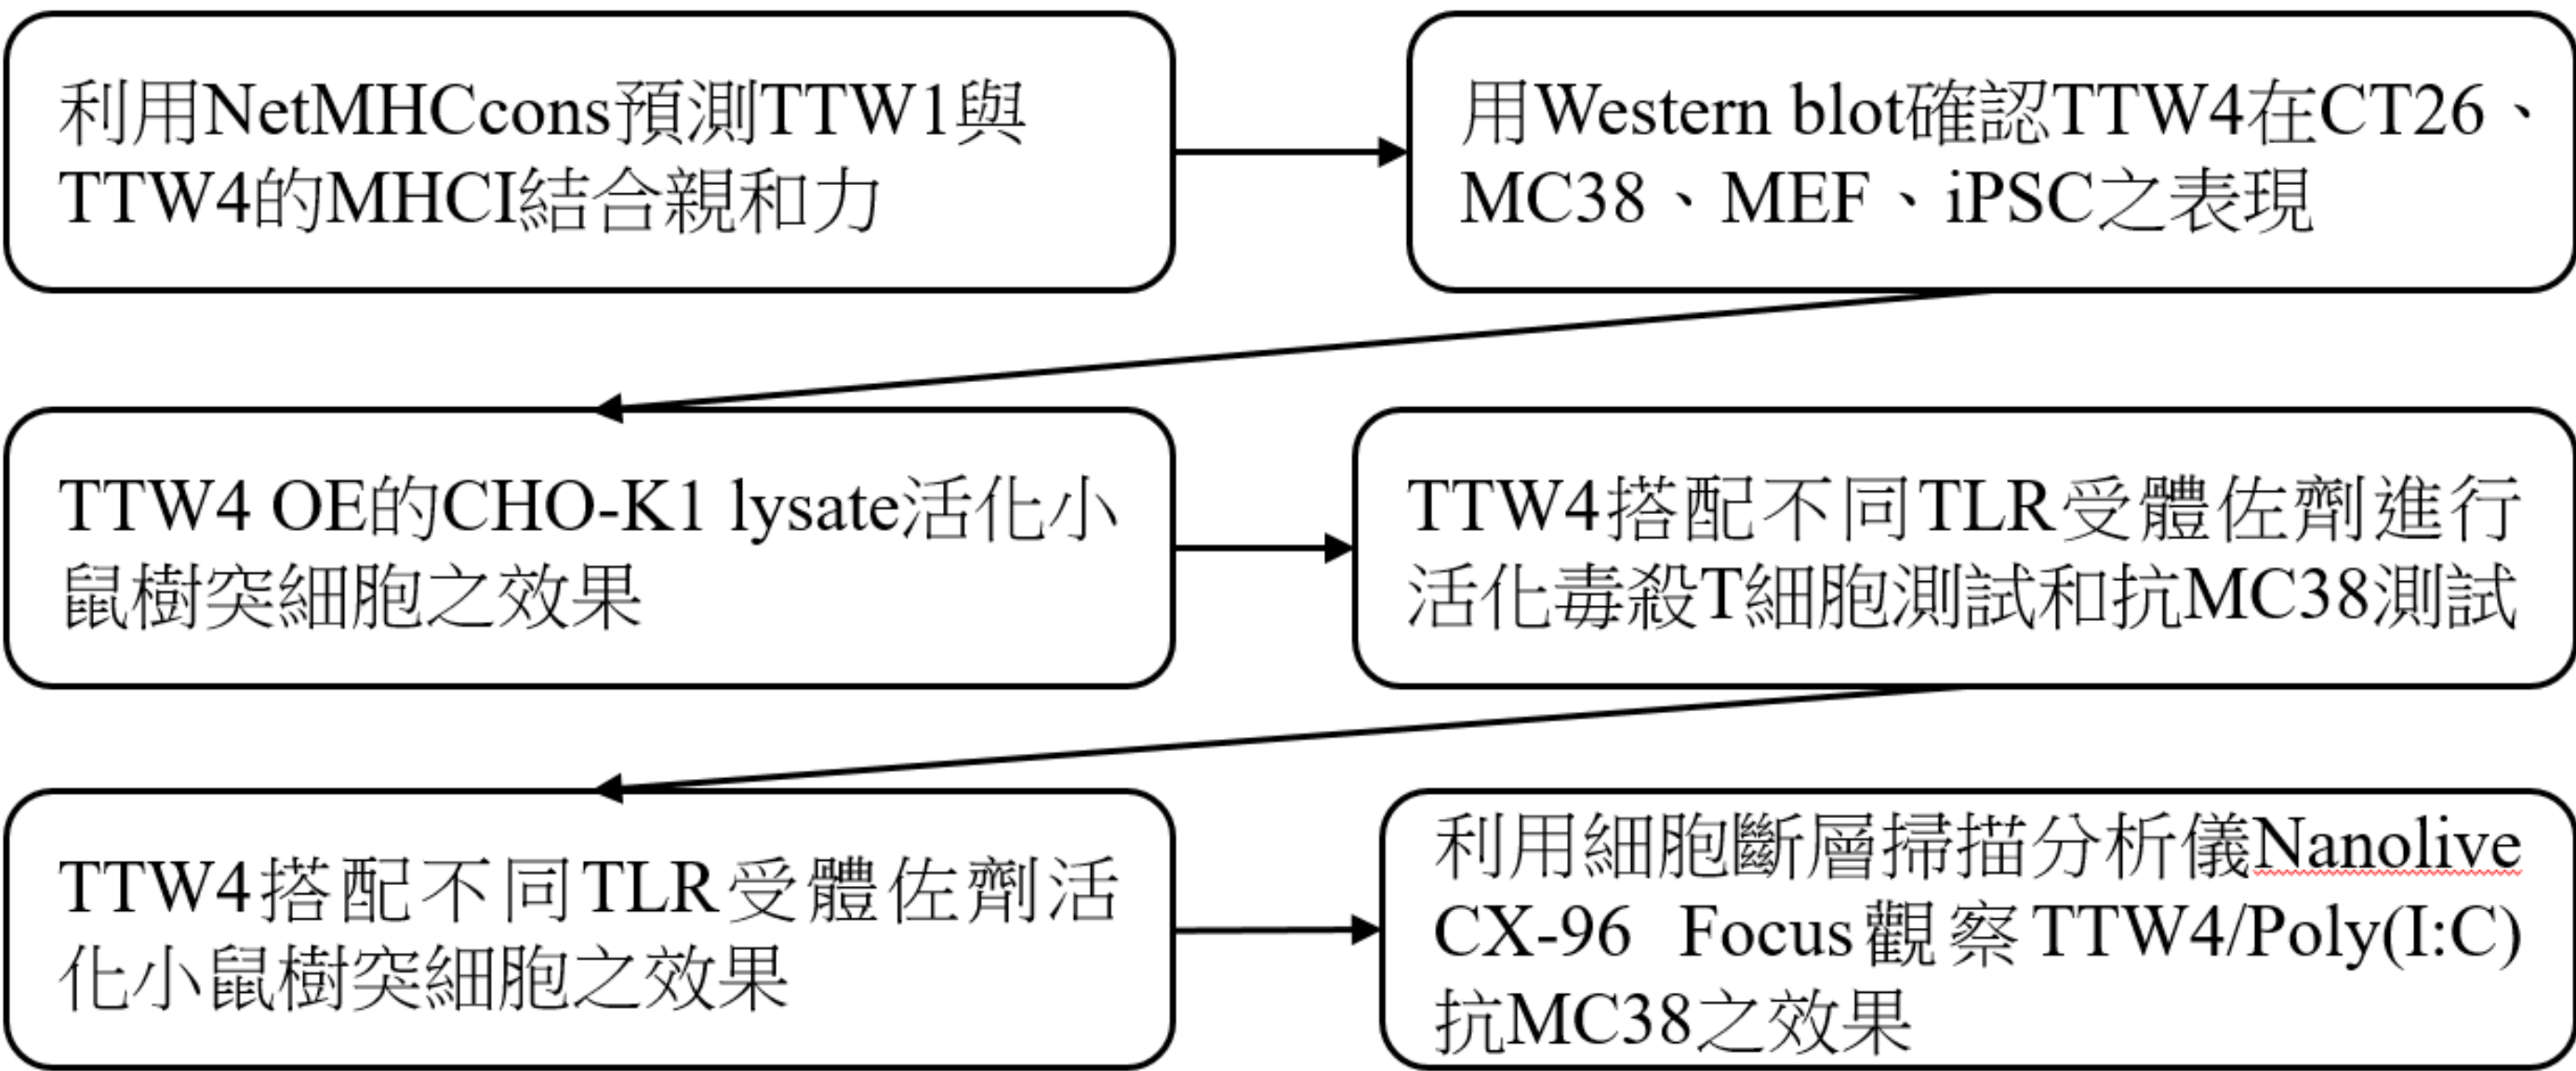 利用NetMHCcons預測TTW1與
TTW4的MHCI結合親和力
用Western blot確認TTW4在CT26、
MC38、MEF、iPSC之表現
TTW4 OE的CHO-K1 lysate活化小
鼠樹突細胞之效果
TTW4搭配不同TLR受體佐劑進行
活化毒殺T細胞測試和抗MC38測試
TTW4搭配不同TLR受體佐劑活
化小鼠樹突細胞之效果
利用細胞斷層掃描分析儀Nanolive
CX-96 Focus觀察TTW4/Poly(I:C)
抗MC38之效果